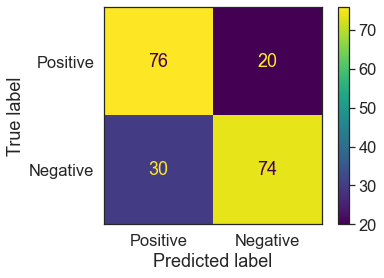 True label
Positive 76 20
Negative 30 74
Positive Negative
Predicted label
70
60
50
40
30
20